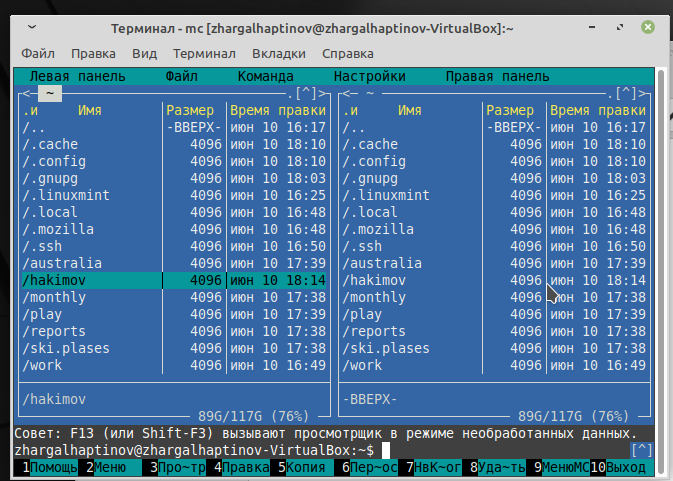 Терминал - mc [zhargalhaptinov@zhargalhaptinov-VirtualBox]:~
Файл Правка Вид Терминал Вкладки Справка
Левая панель Файл Команда Настройки Правая панель
<─ ~ .[^]> <─ ~ .[^]>
.и Имя Размер Время правки .и Имя Размер Время правки
/.. -ВВЕРХ- июн 10 16:17 /.. -ВВЕРХ- июн 10 16:17
/.cache 4096 июн 10 18:10 /.cache 4096 июн 10 18:10
/.config 4096 июн 10 18:10 /.config 4096 июн 10 18:10
/.gnupg 4096 июн 10 18:03 /.gnupg 4096 июн 10 18:03
/.linuxmint 4096 июн 10 16:25 /.linuxmint 4096 июн 10 16:25
/.local 4096 июн 10 16:48 /.local 4096 июн 10 16:48
/.mozilla 4096 июн 10 16:48 /.mozilla 4096 июн 10 16:48
/.ssh 4096 июн 10 16:50 /.ssh 4096 июн 10 16:50
/australia 4096 июн 10 17:39 /australia 4096 июн 10 17:39
/hakimov 4096 июн 10 18:14 /hakimov 4096 июн 10 18:14
/monthly 4096 июн 10 17:38 /monthly 4096 июн 10 17:38
/play 4096 июн 10 17:39 /play 4096 июн 10 17:39
/reports 4096 июн 10 17:38 /reports 4096 июн 10 17:38
/ski.plases 4096 июн 10 17:38 /ski.plases 4096 июн 10 17:38
/work 4096 июн 10 16:49 /work 4096 июн 10 16:49
/hakimov -ВВЕРХ-
89G/117G (76%) 89G/117G (76%)
Совет: F13 (или Shift-F3) вызывают просмотрщик в режиме необработанных данных.
zhargalhaptinov@zhargalhaptinov-VirtualBox:~$ [^]
1Помощь 2Меню 3Про~тр 4Правка 5Копия 6Пер~ос 7НвК~ог 8Уда~ть 9МенюMC 10Выход